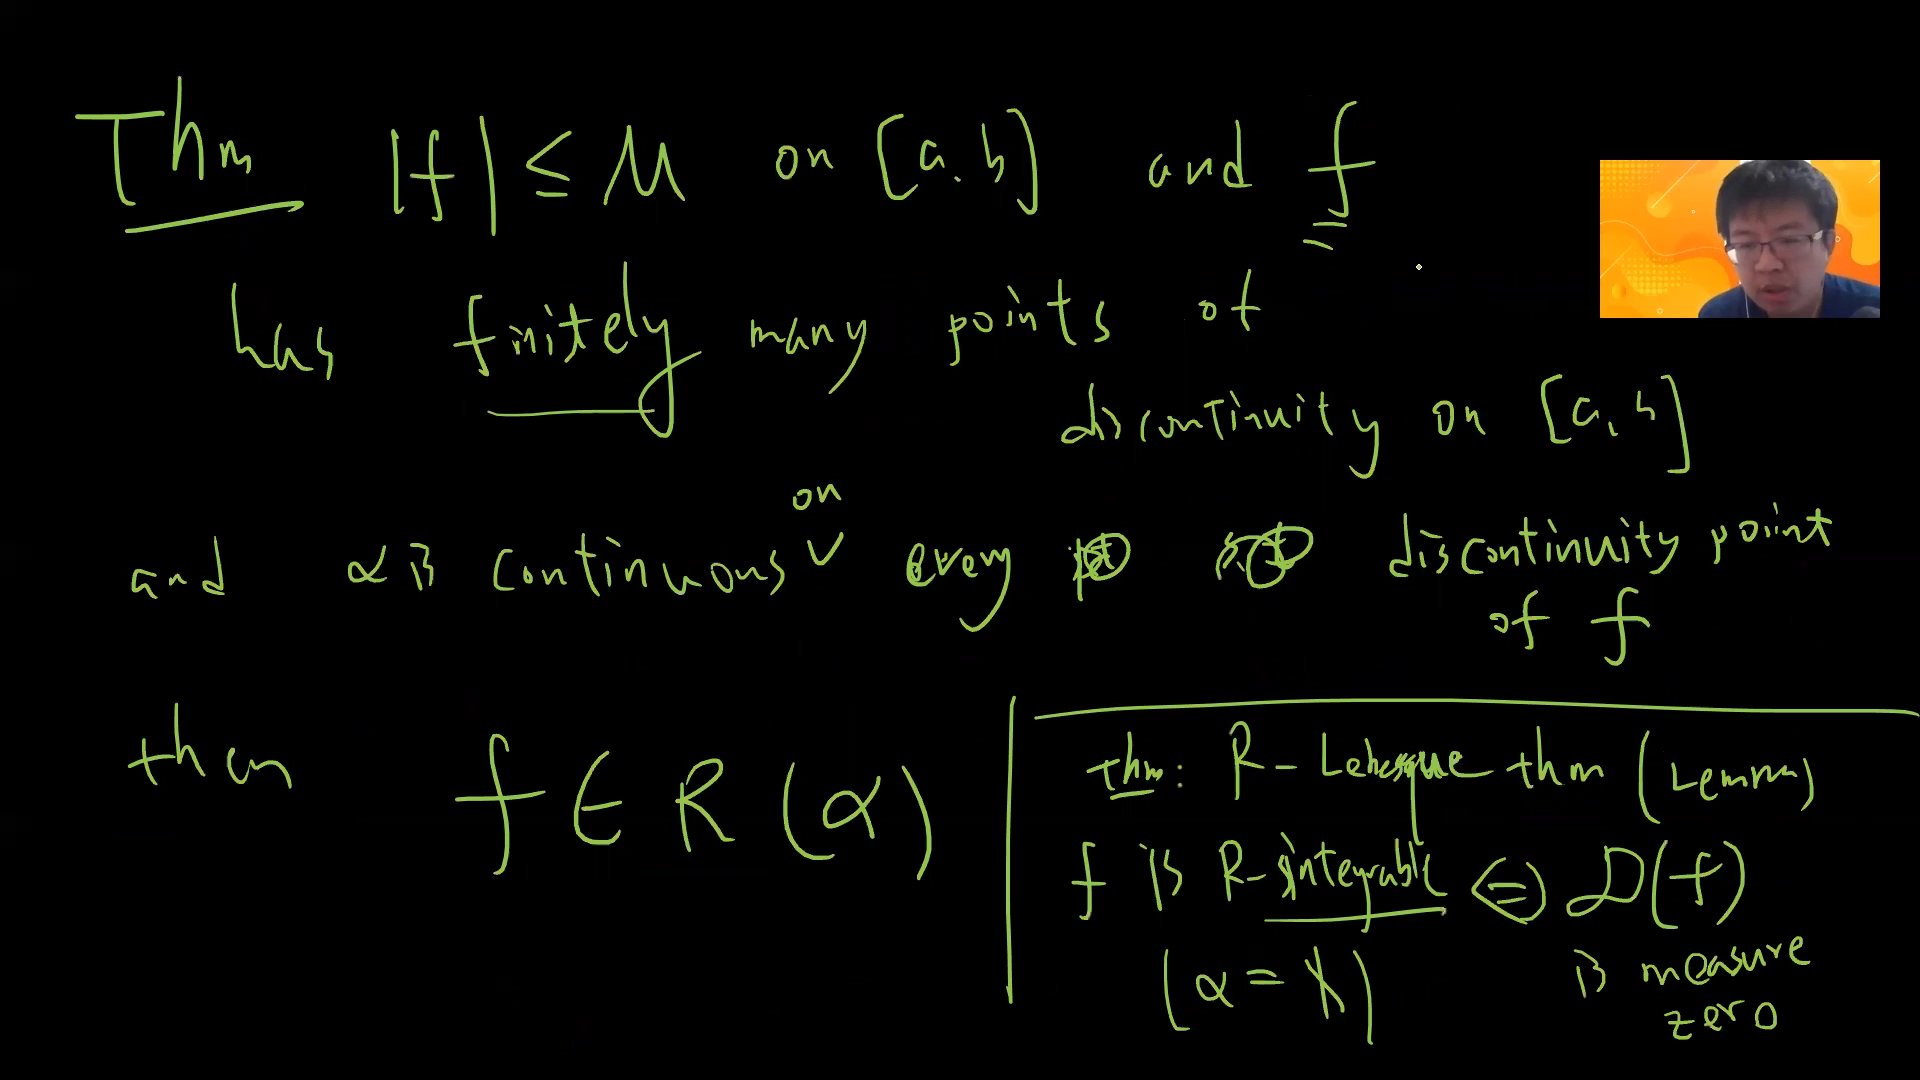 Thm |f| ≤ M on [a, b] and f
has finitely many points of
discontinuity on [a, b]
on
and α is continuous ∨ every discontinuity point
of f
then f ∈ R (α)
thm: R - Lebesgue thm (Lemma)
f is R-integrable ⇔ D(f)
(α = x) is measure
zero